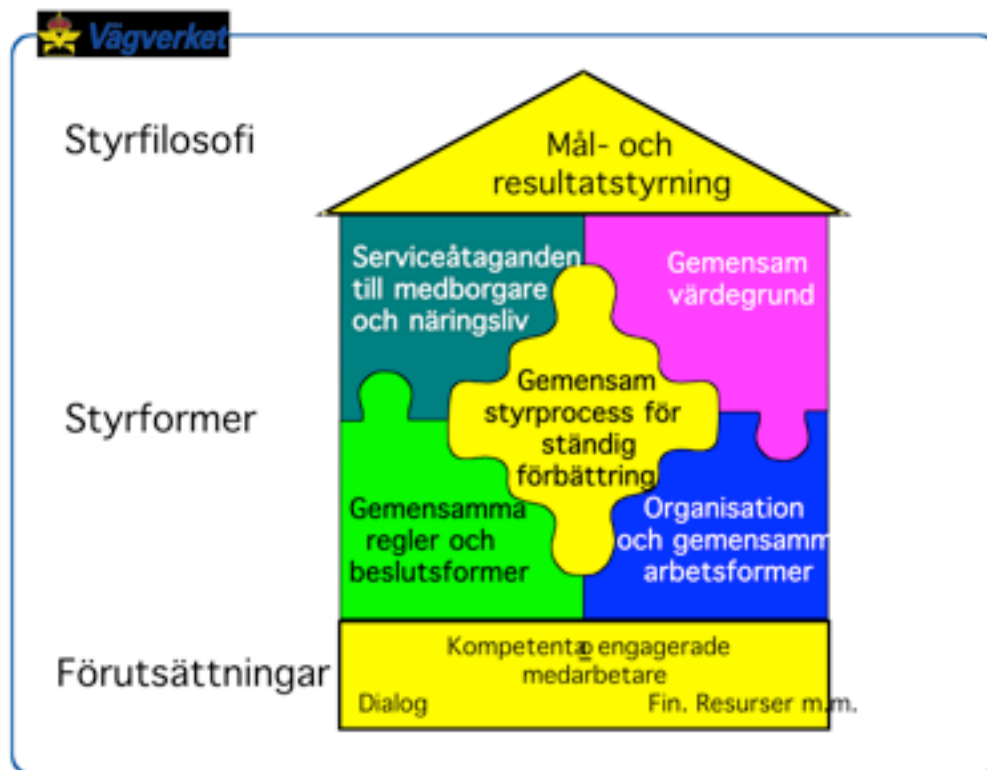 Vägverket
Styrfilosofi
Mål- och
resultatstyrning
Serviceåtaganden
till medborgare
och näringsliv
Gemensam
värdegrund
Styrformer
Gemensam
styrprocess för
ständig
förbättring
Gemensamma
regler och
beslutsformer
Organisation
och gemensamm
arbetsformer
Förutsättningar
Kompetenta o engagerade
medarbetare
Dialog
Fin. Resurser m.m.